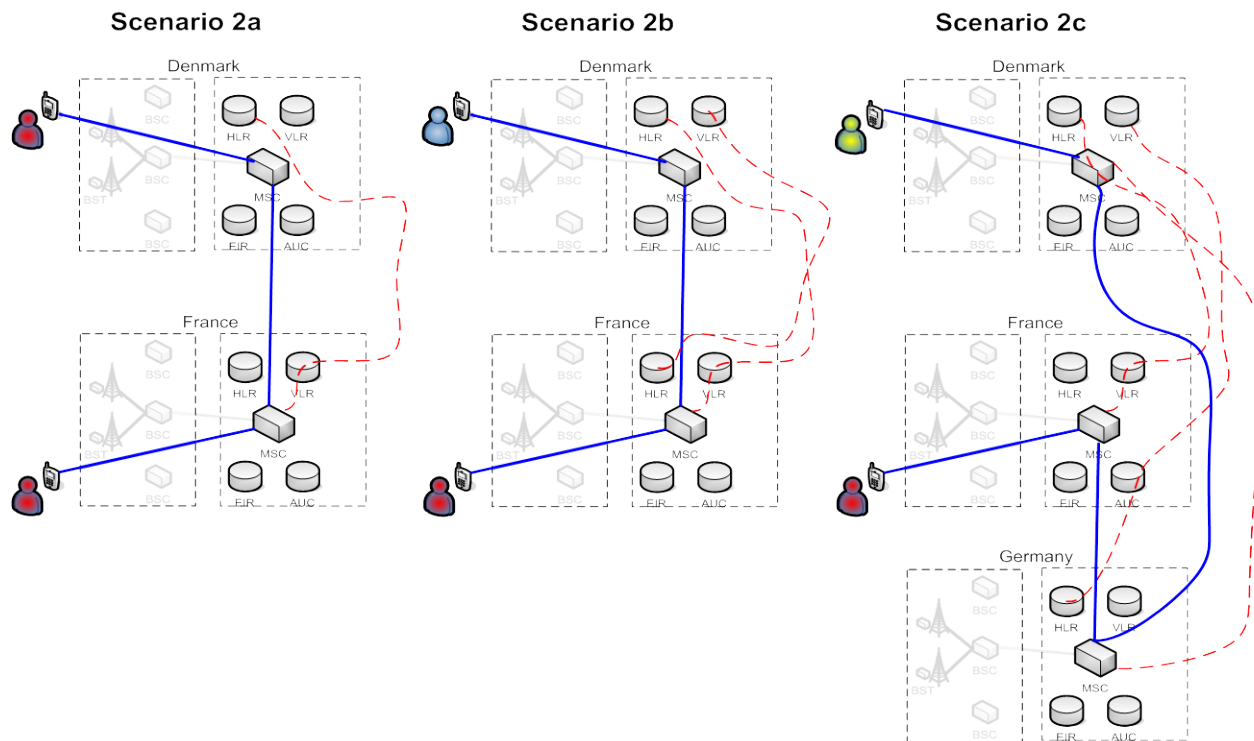 Scenario 2a
Denmark
BSC
HLR
VLR
BSC
BST
MSC
BSC
EIR
AUC
France
BSC
HLR
VLR
BSC
BST
MSC
BSC
EIR
AUC
Scenario 2b
Denmark
BSC
HLR
VLR
BSC
BST
MSC
BSC
EIR
AUC
France
BSC
HLR
VLR
BSC
BST
MSC
BSC
EIR
AUC
Scenario 2c
Denmark
BSC
HLR
VLR
BSC
BST
MSC
BSC
EIR
AUC
France
BSC
HLR
VLR
BSC
BST
MSC
BSC
EIR
AUC
Germany
BSC
HLR
VLR
BSC
BST
MSC
BSC
EIR
AUC